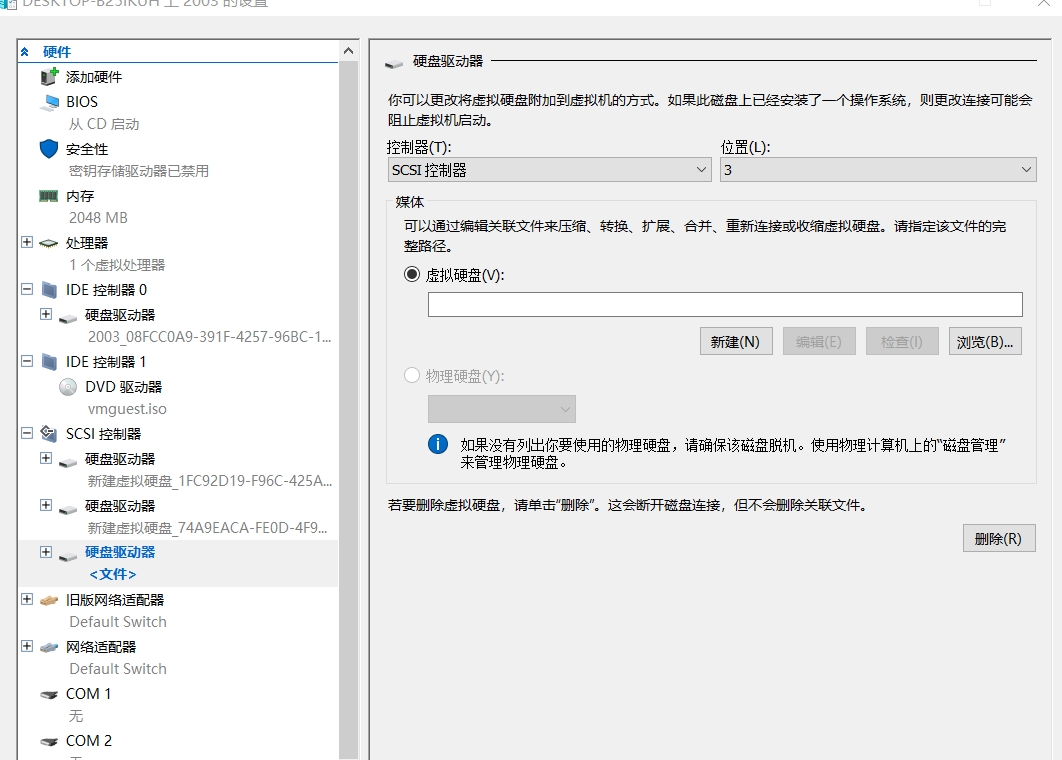 DESKTOP-B25IKUH 上 2003 的设置
硬件
添加硬件
BIOS
从 CD 启动
安全性
密钥存储驱动器已禁用
内存
2048 MB
处理器
1 个虚拟处理器
IDE 控制器 0
硬盘驱动器
2003_08FCC0A9-391F-4257-96BC-1...
IDE 控制器 1
DVD 驱动器
vmguest.iso
SCSI 控制器
硬盘驱动器
新建虚拟硬盘_1FC92D19-F96C-425A...
硬盘驱动器
新建虚拟硬盘_74A9EACA-FE0D-4F9...
硬盘驱动器
<文件>
旧版网络适配器
Default Switch
网络适配器
Default Switch
COM 1
无
COM 2
硬盘驱动器
你可以更改将虚拟硬盘附加到虚拟机的方式。如果此磁盘上已经安装了一个操作系统，则更改连接可能会
阻止虚拟机启动。
控制器(T):
位置(L):
SCSI 控制器
3
媒体
可以通过编辑关联文件来压缩、转换、扩展、合并、重新连接或收缩虚拟硬盘。请指定该文件的完
整路径。
虚拟硬盘(V):
新建(N)
编辑(E)
检查(I)
浏览(B)...
物理硬盘(Y):
如果没有列出你要使用的物理硬盘，请确保该磁盘脱机。使用物理计算机上的“磁盘管理”
来管理物理硬盘。
若要删除虚拟硬盘，请单击“删除”。这会断开磁盘连接，但不会删除关联文件。
删除(R)